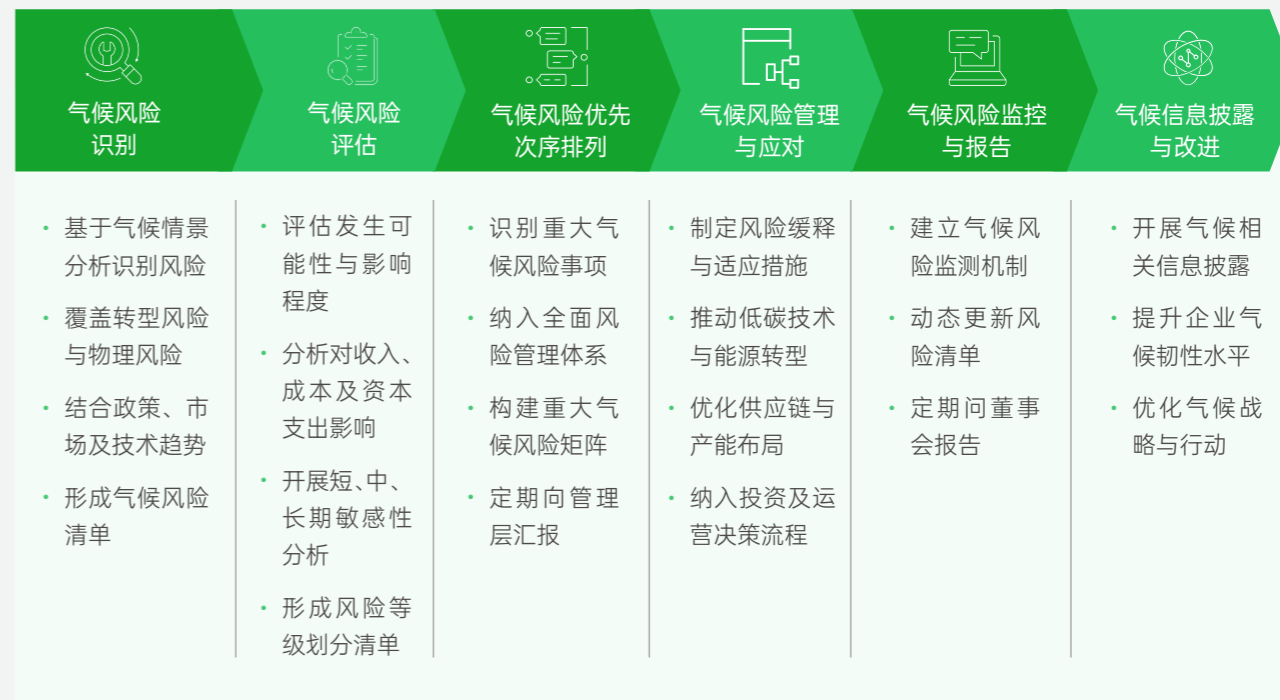 气候风险
识别
气候风险
评估
气候风险优先
次序排列
气候风险管理
与应对
气候风险监控
与报告
气候信息披露
与改进
· 基于气候情景
分析识别风险
· 覆盖转型风险
与物理风险
· 结合政策、市
场及技术趋势
· 形成气候风险
清单
· 评估发生可
能性与影响
程度
· 分析对收入、
成本及资本
支出影响
· 开展短、中、
长期敏感性
分析
· 形成风险等
级划分清单
· 识别重大气
候风险事项
· 纳入全面风
险管理体系
· 构建重大气
候风险矩阵
· 定期向管理
层汇报
· 制定风险缓释
与适应措施
· 推动低碳技术
与能源转型
· 优化供应链与
产能布局
· 纳入投资及运
营决策流程
· 建立气候风
险监测机制
· 动态更新风
险清单
· 定期问董事
会报告
· 开展气候相
关信息披露
· 提升企业气
候韧性水平
· 优化气候战
略与行动